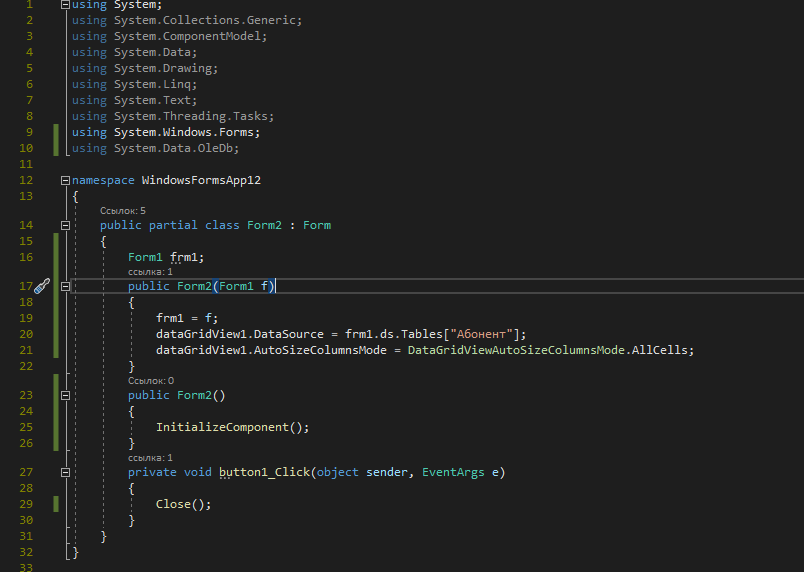 1 using System;
2 using System.Collections.Generic;
3 using System.ComponentModel;
4 using System.Data;
5 using System.Drawing;
6 using System.Linq;
7 using System.Text;
8 using System.Threading.Tasks;
9 using System.Windows.Forms;
10 using System.Data.OleDb;
11
12 namespace WindowsFormsApp12
13 {
Ссылок: 5
14 public partial class Form2 : Form
15 {
16 Form1 frm1;
ссылка: 1
17 public Form2(Form1 f)
18 {
19 frm1 = f;
20 dataGridView1.DataSource = frm1.ds.Tables["Абонент"];
21 dataGridView1.AutoSizeColumnsMode = DataGridViewAutoSizeColumnsMode.AllCells;
22 }
Ссылок: 0
23 public Form2()
24 {
25 InitializeComponent();
26 }
ссылка: 1
27 private void button1_Click(object sender, EventArgs e)
28 {
29 Close();
30 }
31 }
32 }
33